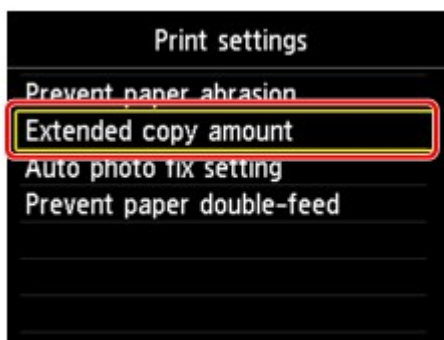 Print settings
Prevent paper abrasion
Extended copy amount
Auto photo fix setting
Prevent paper double-feed